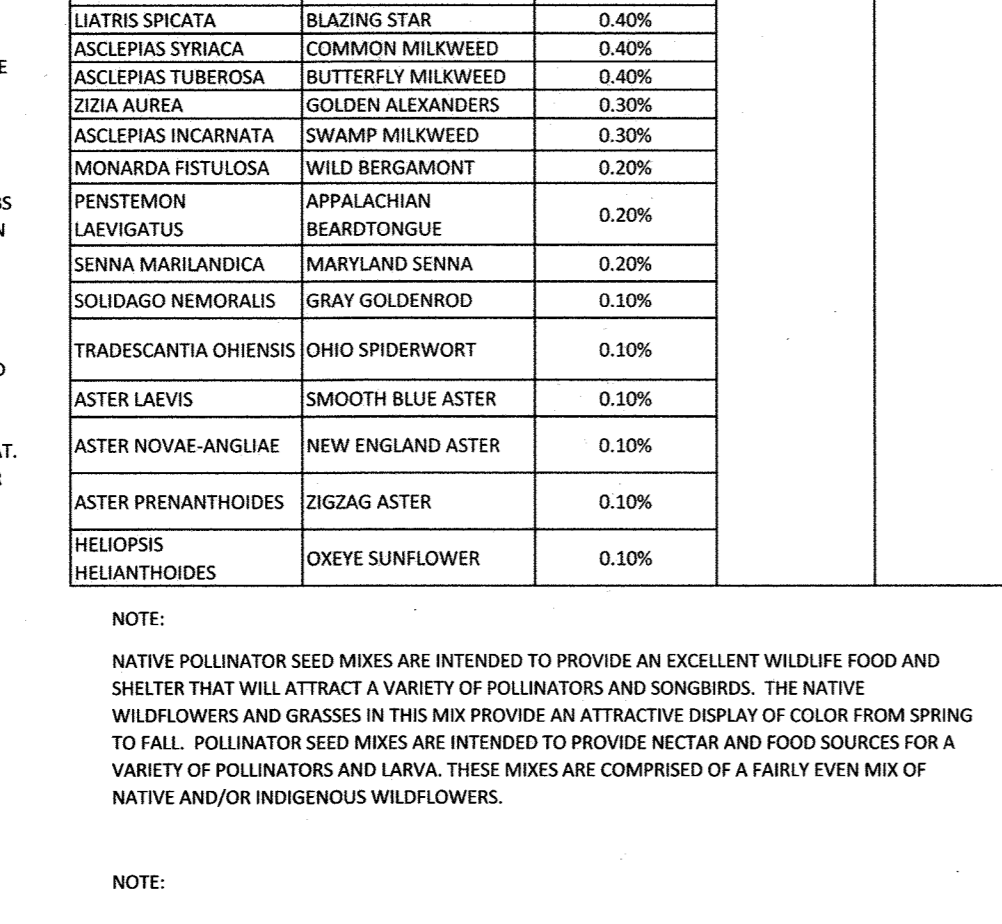 LIATRIS SPICATA BLAZING STAR 0.40%
ASCLEPIAS SYRIACA COMMON MILKWEED 0.40%
E
ASCLEPIAS TUBEROSA BUTTERFLY MILKWEED 0.40%
ZIZIA AUREA GOLDEN ALEXANDERS 0.30%
ASCLEPIAS INCARNATA SWAMP MILKWEED 0.30%
MONARDA FISTULOSA WILD BERGAMONT 0.20%
BS
N
PENSTEMON
LAEVIGATUS
APPALACHIAN
BEARDTONGUE
0.20%
SENNA MARILANDICA MARYLAND SENNA 0.20%
SOLIDAGO NEMORALIS GRAY GOLDENROD 0.10%
TRADESCANTIA OHIENSIS OHIO SPIDERWORT 0.10%
ASTER LAEVIS SMOOTH BLUE ASTER 0.10%
AT.
ASTER NOVAE-ANGLIAE NEW ENGLAND ASTER 0.10%
ASTER PRENANTHOIDES ZIGZAG ASTER 0.10%
HELIOPSIS
HELIANTHOIDES
OXEYE SUNFLOWER 0.10%
NOTE:
NATIVE POLLINATOR SEED MIXES ARE INTENDED TO PROVIDE AN EXCELLENT WILDLIFE FOOD AND
SHELTER THAT WILL ATTRACT A VARIETY OF POLLINATORS AND SONGBIRDS. THE NATIVE
WILDFLOWERS AND GRASSES IN THIS MIX PROVIDE AN ATTRACTIVE DISPLAY OF COLOR FROM SPRING
TO FALL. POLLINATOR SEED MIXES ARE INTENDED TO PROVIDE NECTAR AND FOOD SOURCES FOR A
VARIETY OF POLLINATORS AND LARVA. THESE MIXES ARE COMPRISED OF A FAIRLY EVEN MIX OF
NATIVE AND/OR INDIGENOUS WILDFLOWERS.
NOTE: